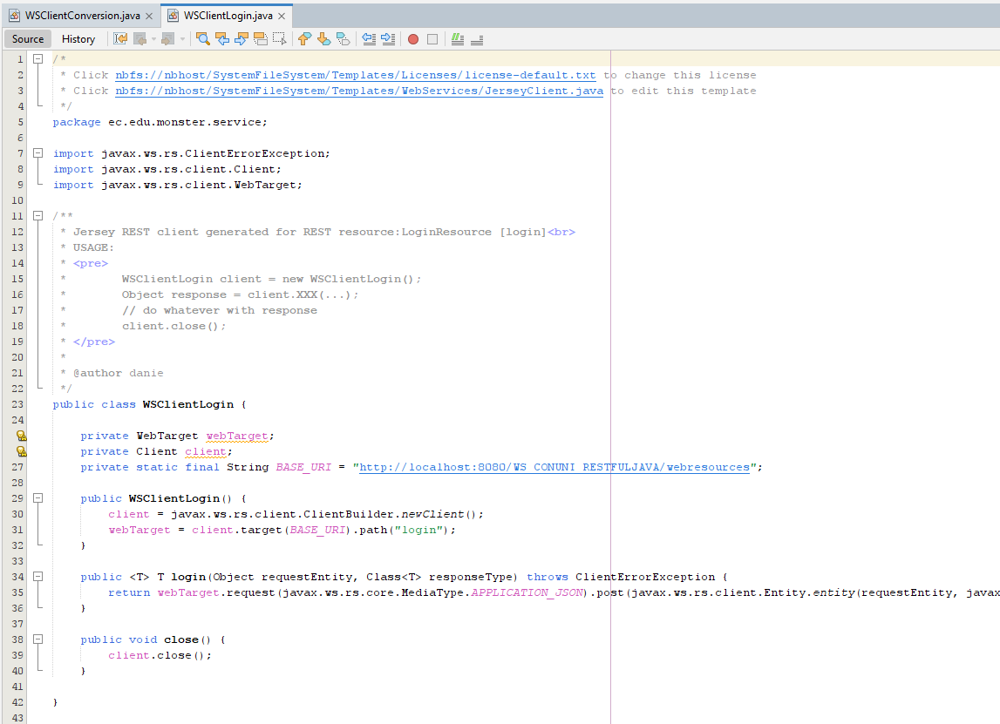 WSClientConversion.java × WSClientLogin.java ×
Source History
1 /*
2 * Click nbfs://nbhost/SystemFileSystem/Templates/Licenses/license-default.txt to change this license
3 * Click nbfs://nbhost/SystemFileSystem/Templates/WebServices/JerseyClient.java to edit this template
4 */
5 package ec.edu.monster.service;
6
7 import javax.ws.rs.ClientErrorException;
8 import javax.ws.rs.client.Client;
9 import javax.ws.rs.client.WebTarget;
10
11 /**
12 * Jersey REST client generated for REST resource:LoginResource [login]<br>
13 * USAGE:
14 * <pre>
15 * WSClientLogin client = new WSClientLogin();
16 * Object response = client.XXX(...);
17 * // do whatever with response
18 * client.close();
19 * </pre>
20 *
21 * @author danie
22 */
23 public class WSClientLogin {
24
private WebTarget webTarget;
private Client client;
27 private static final String BASE_URI = "http://localhost:8080/WS_CONUNI_RESTFULJAVA/webresources";
28
29 public WSClientLogin() {
30 client = javax.ws.rs.client.ClientBuilder.newClient();
31 webTarget = client.target(BASE_URI).path("login");
32 }
33
34 public <T> T login(Object requestEntity, Class<T> responseType) throws ClientErrorException {
35 return webTarget.request(javax.ws.rs.core.MediaType.APPLICATION_JSON).post(javax.ws.rs.client.Entity.entity(requestEntity, javax
36 }
37
38 public void close() {
39 client.close();
40 }
41
42 }
43